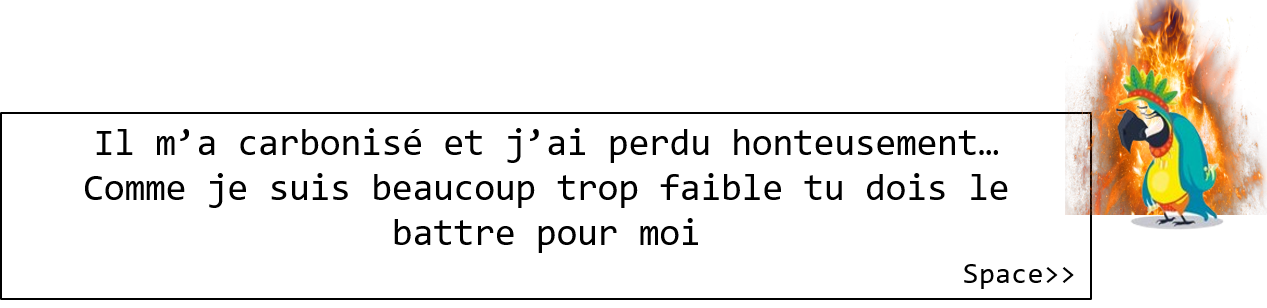 Il m’a carbonisé et j’ai perdu honteusement…
Comme je suis beaucoup trop faible tu dois le
battre pour moi
Space>>